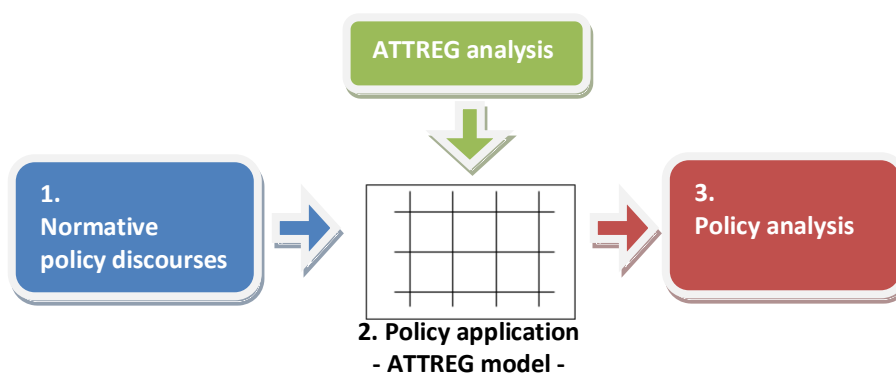 ATTREG analysis
1.
Normative
policy discourses
3.
Policy analysis
2. Policy application
- ATTREG model -